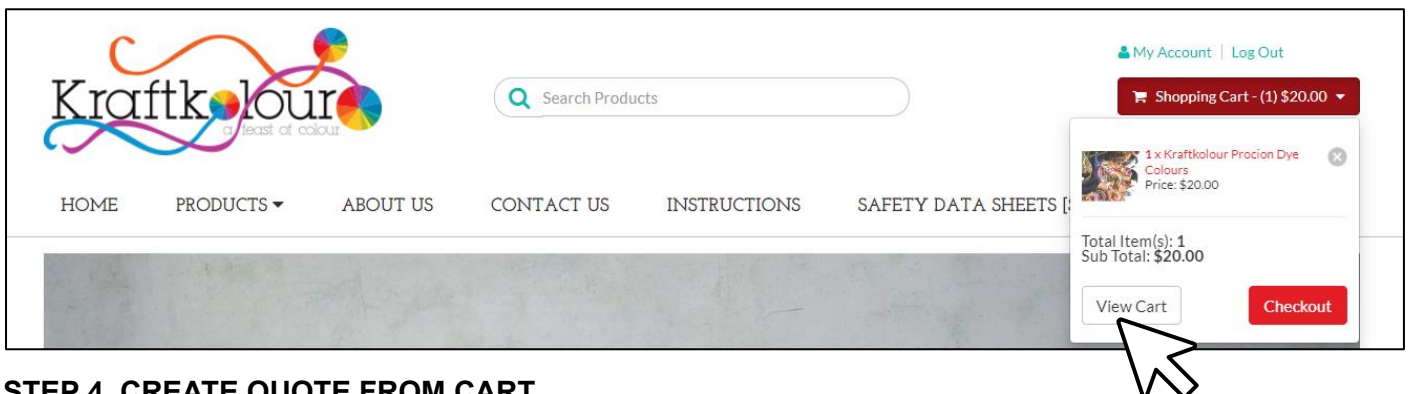 Kraftkolour
a feast of colour
Search Products
My Account | Log Out
Shopping Cart - (1) $20.00
1 x Kraftkolour Procion Dye
Colours
Price: $20.00
HOME PRODUCTS ABOUT US CONTACT US INSTRUCTIONS SAFETY DATA SHEETS [
Total Item(s): 1
Sub Total: $20.00
View Cart Checkout
STEP 4. CREATE QUOTE FROM CART